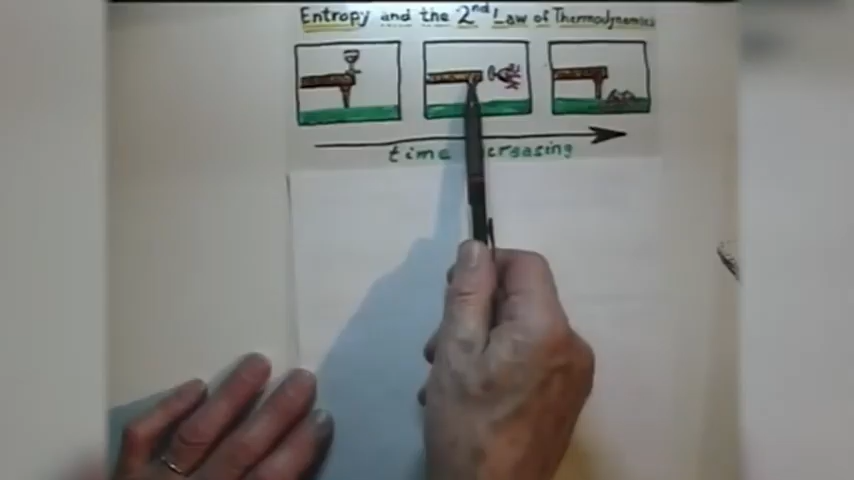 Entropy and the 2nd Law of Thermodynamics
time